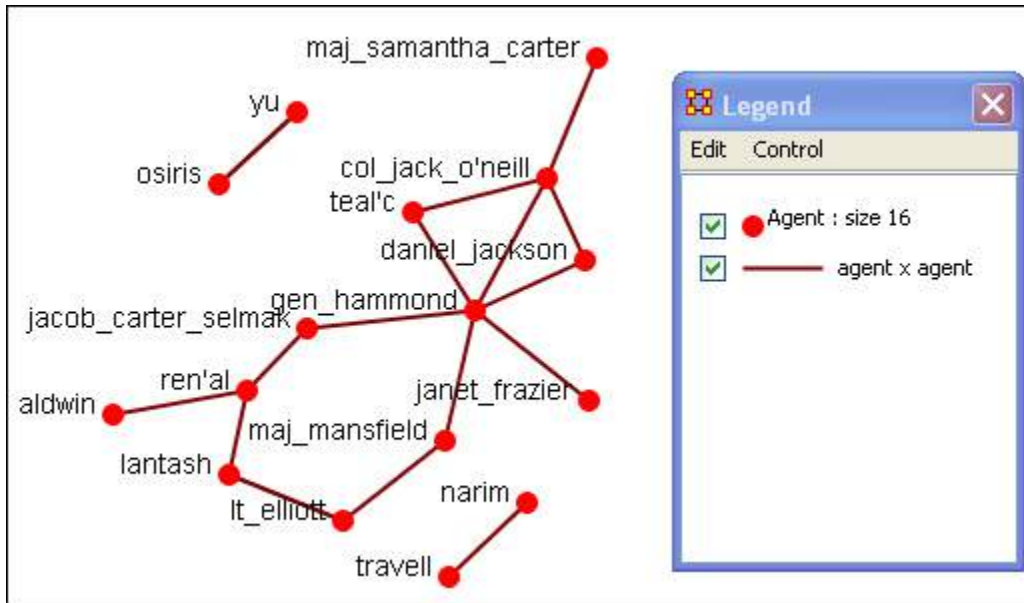 maj_samantha_carter
yu
osiris
col_jack_o'neill
teal'c
daniel_jackson
gen_hammond
jacob_carter_selmak
ren'al
aldwin
janet_frazier
maj_mansfield
lantash
narim
lt_elliott
travell
Legend
Edit Control
Agent : size 16
agent x agent